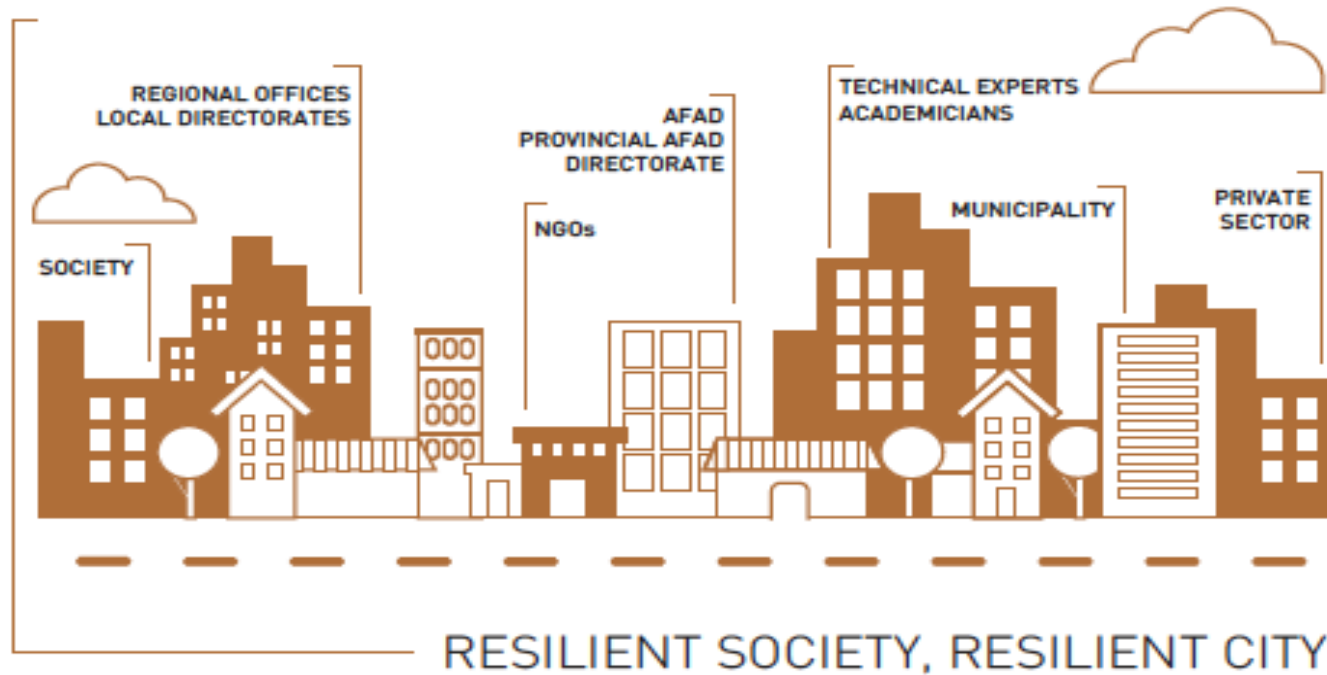 REGIONAL OFFICES
LOCAL DIRECTORATES
AFAD
PROVINCIAL AFAD
DIRECTORATE
TECHNICAL EXPERTS
ACADEMICIANS
SOCIETY
NGOs
MUNICIPALITY
PRIVATE
SECTOR
RESILIENT SOCIETY, RESILIENT CITY